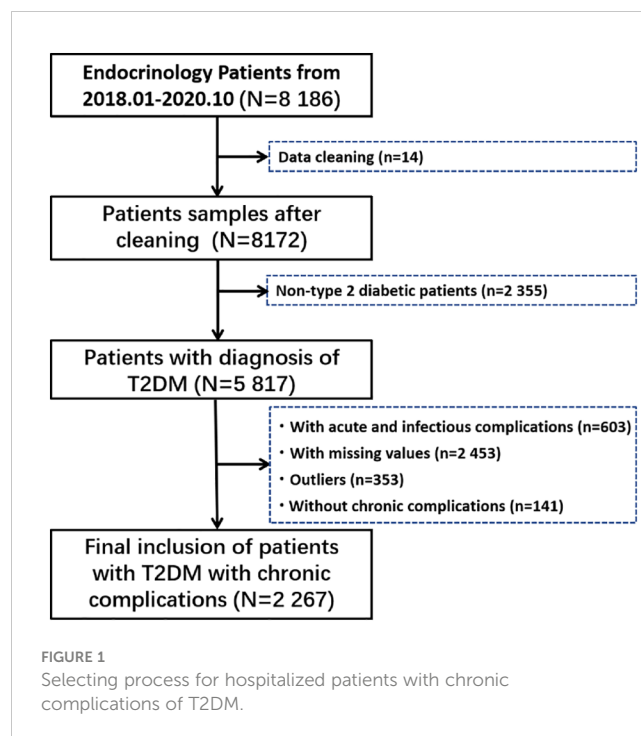 Endocrinology Patients from
2018.01-2020.10 (N=8 186)
Data cleaning (n=14)
Patients samples after
cleaning (N=8172)
Non-type 2 diabetic patients (n=2 355)
Patients with diagnosis of
T2DM (N=5 817)
· With acute and infectious complications (n=603)
· With missing values (n=2 453)
· Outliers (n=353)
· Without chronic complications (n=141)
Final inclusion of patients
with T2DM with chronic
complications (N=2 267)
FIGURE 1
Selecting process for hospitalized patients with chronic
complications of T2DM.